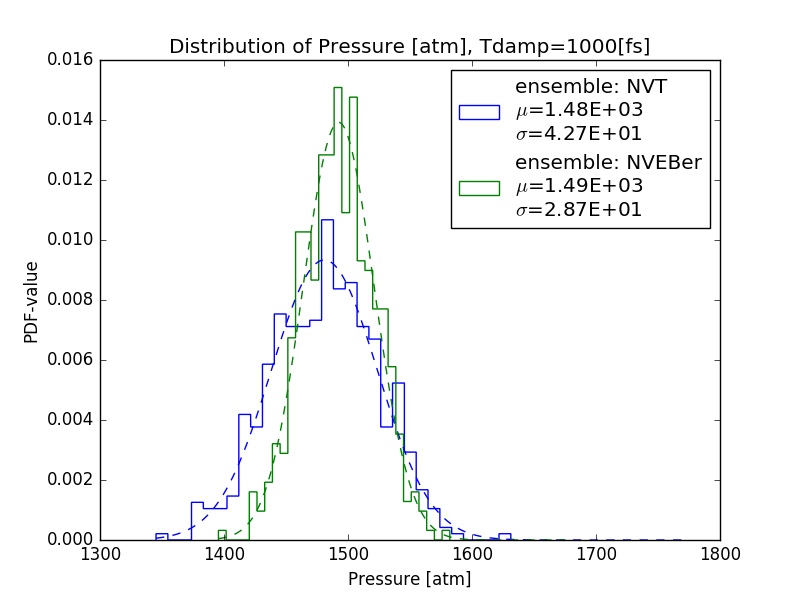 Distribution of Pressure [atm], Tdamp=1000[fs]
ensemble: NVT
μ=1.48E+03
σ=4.27E+01
ensemble: NVEBer
μ=1.49E+03
σ=2.87E+01
PDF-value
0.016
0.014
0.012
0.010
0.008
0.006
0.004
0.002
0.000
1300 1400 1500 1600 1700 1800
Pressure [atm]